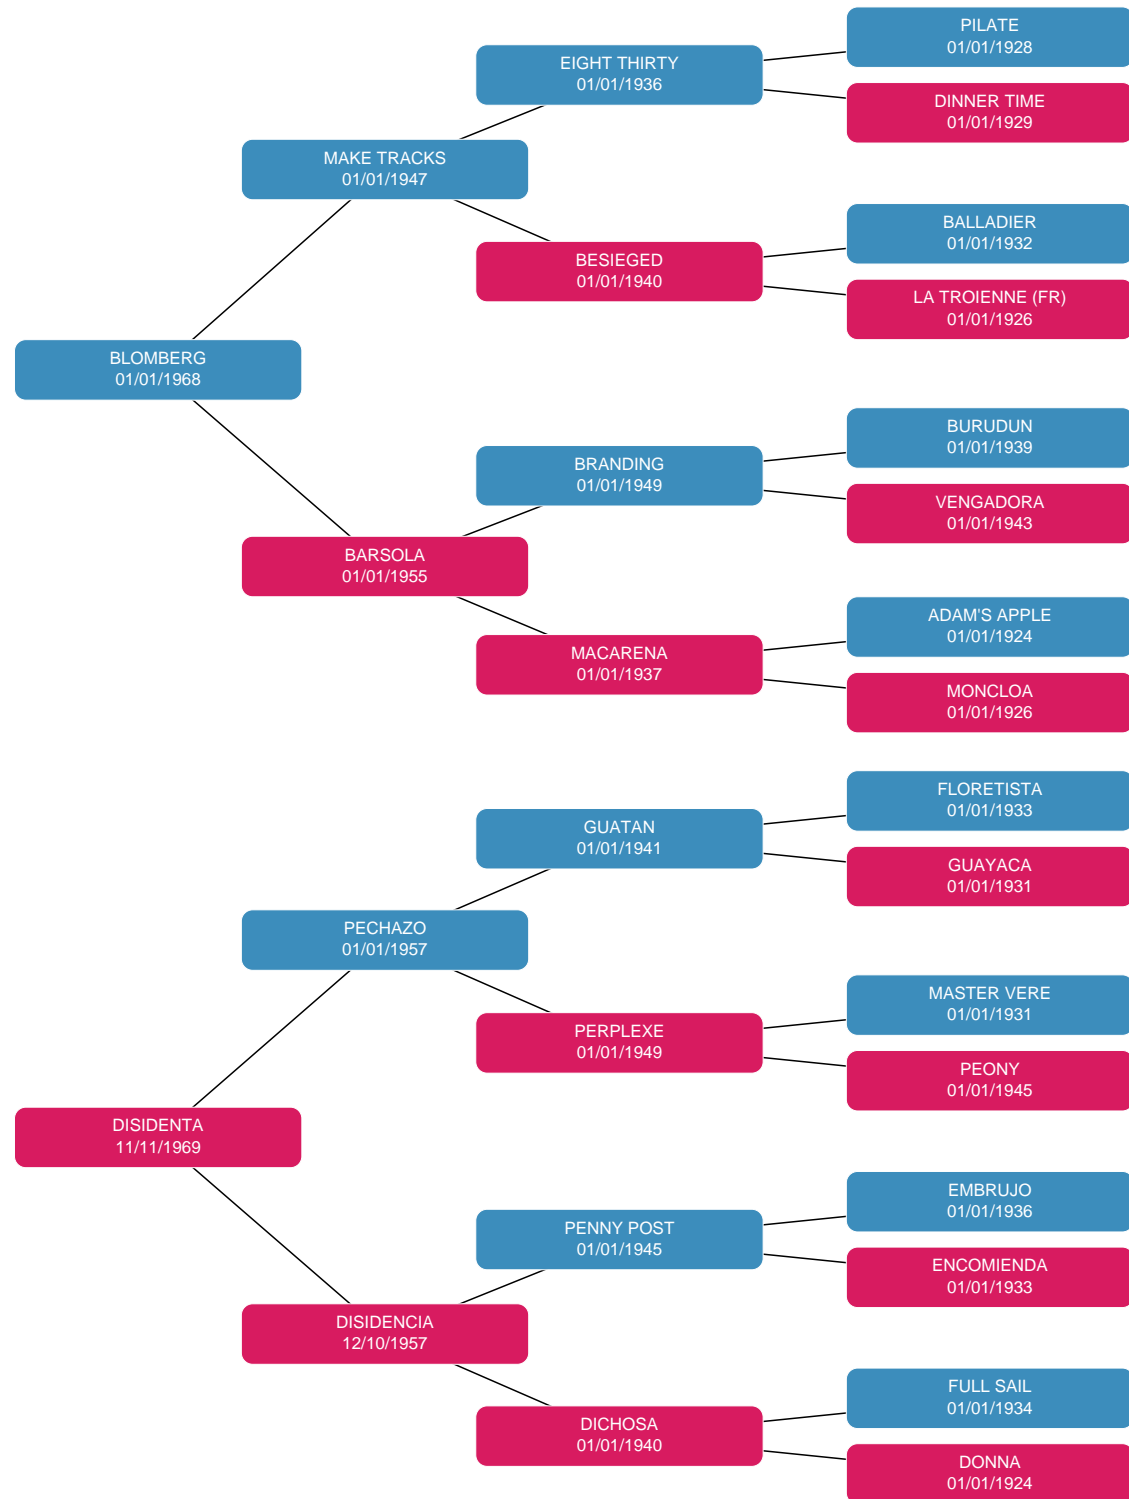 PILATE
01/01/1928
EIGHT THIRTY
01/01/1936
DINNER TIME
01/01/1929
MAKE TRACKS
01/01/1947
BALLADIER
01/01/1932
BESIEGED
01/01/1940
LA TROIENNE (FR)
01/01/1926
BLOMBERG
01/01/1968
BURUDUN
01/01/1939
BRANDING
01/01/1949
VENGADORA
01/01/1943
BARSOLA
01/01/1955
ADAM'S APPLE
01/01/1924
MACARENA
01/01/1937
MONCLOA
01/01/1926
FLORETISTA
01/01/1933
GUATAN
01/01/1941
GUAYACA
01/01/1931
PECHAZO
01/01/1957
MASTER VERE
01/01/1931
PERPLEXE
01/01/1949
PEONY
01/01/1945
DISIDENTA
11/11/1969
EMBRUJO
01/01/1936
PENNY POST
01/01/1945
ENCOMIENDA
01/01/1933
DISIDENCIA
12/10/1957
FULL SAIL
01/01/1934
DICHOSA
01/01/1940
DONNA
01/01/1924